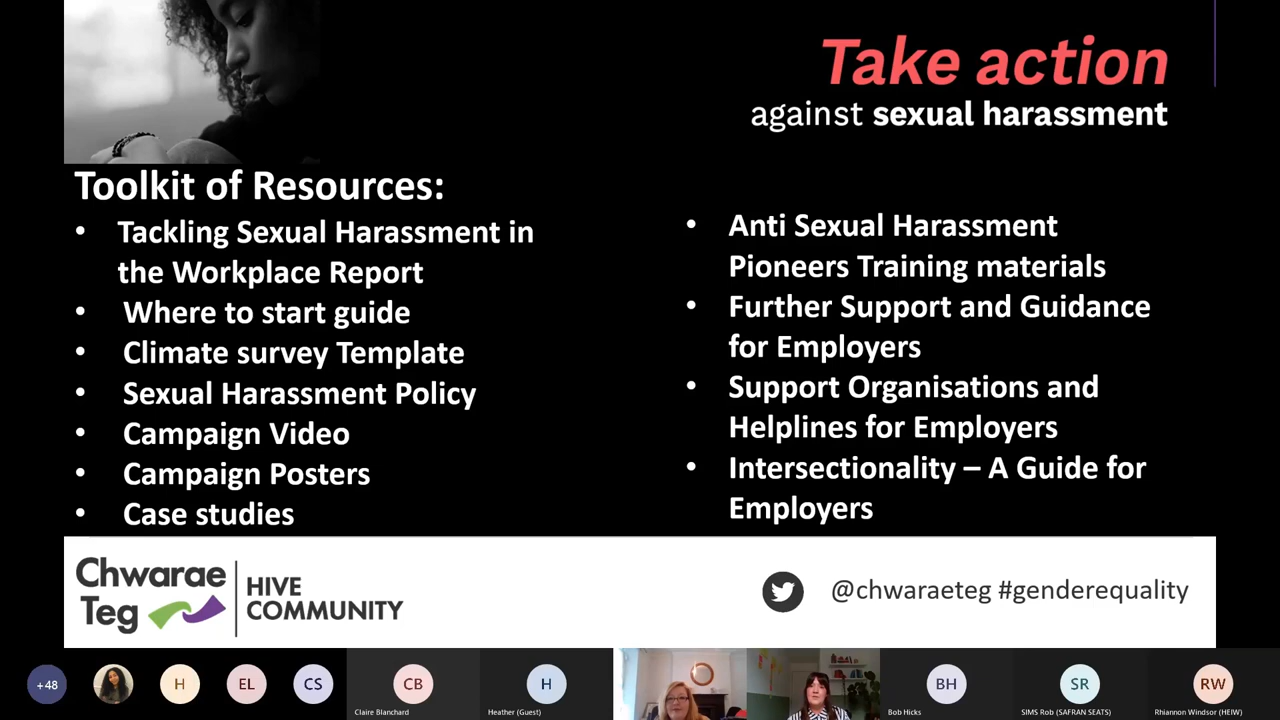 Take action
against sexual harassment
Toolkit of Resources:
• Tackling Sexual Harassment in
the Workplace Report
• Where to start guide
• Climate survey Template
• Sexual Harassment Policy
• Campaign Video
• Campaign Posters
• Case studies
• Anti Sexual Harassment
Pioneers Training materials
• Further Support and Guidance
for Employers
• Support Organisations and
Helplines for Employers
• Intersectionality – A Guide for
Employers
Chwarae
Teg
HIVE
COMMUNITY
@chwaraeteg #genderequality
+48
H
EL
CS
CB
Claire Blanchard
H
Heather (Guest)
BH
Bob Hicks
SR
SIMS Rob (SAFRAN SEATS)
RW
Rhiannon Windsor (HEIW)